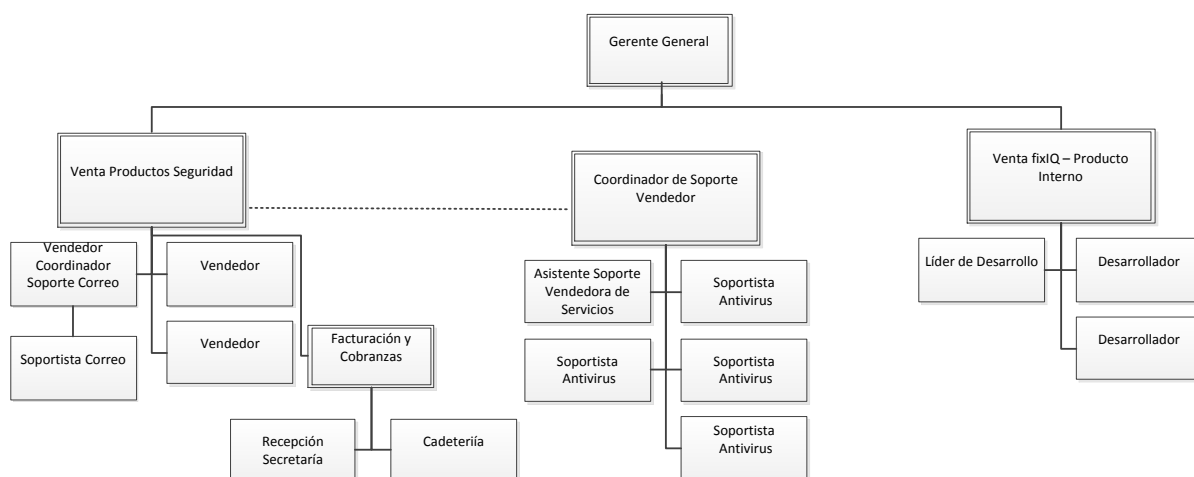 Gerente General
Venta Productos Seguridad
Coordinador de Soporte
Vendedor
Venta fixIQ – Producto
Interno
Vendedor
Coordinador
Soporte Correo
Vendedor
Soportista Correo
Vendedor
Facturación y
Cobranzas
Recepción
Secretaría
Cadeteriía
Asistente Soporte
Vendedora de
Servicios
Soportista
Antivirus
Soportista
Antivirus
Soportista
Antivirus
Soportista
Antivirus
Líder de Desarrollo
Desarrollador
Desarrollador